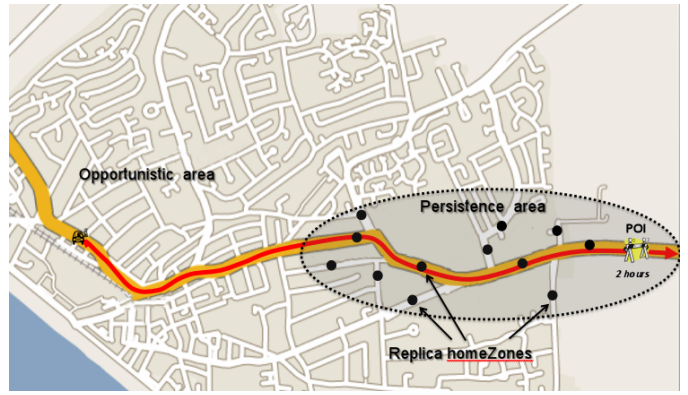 Opportunistic area
Persistence area
POI
2 hours
Replica homeZones